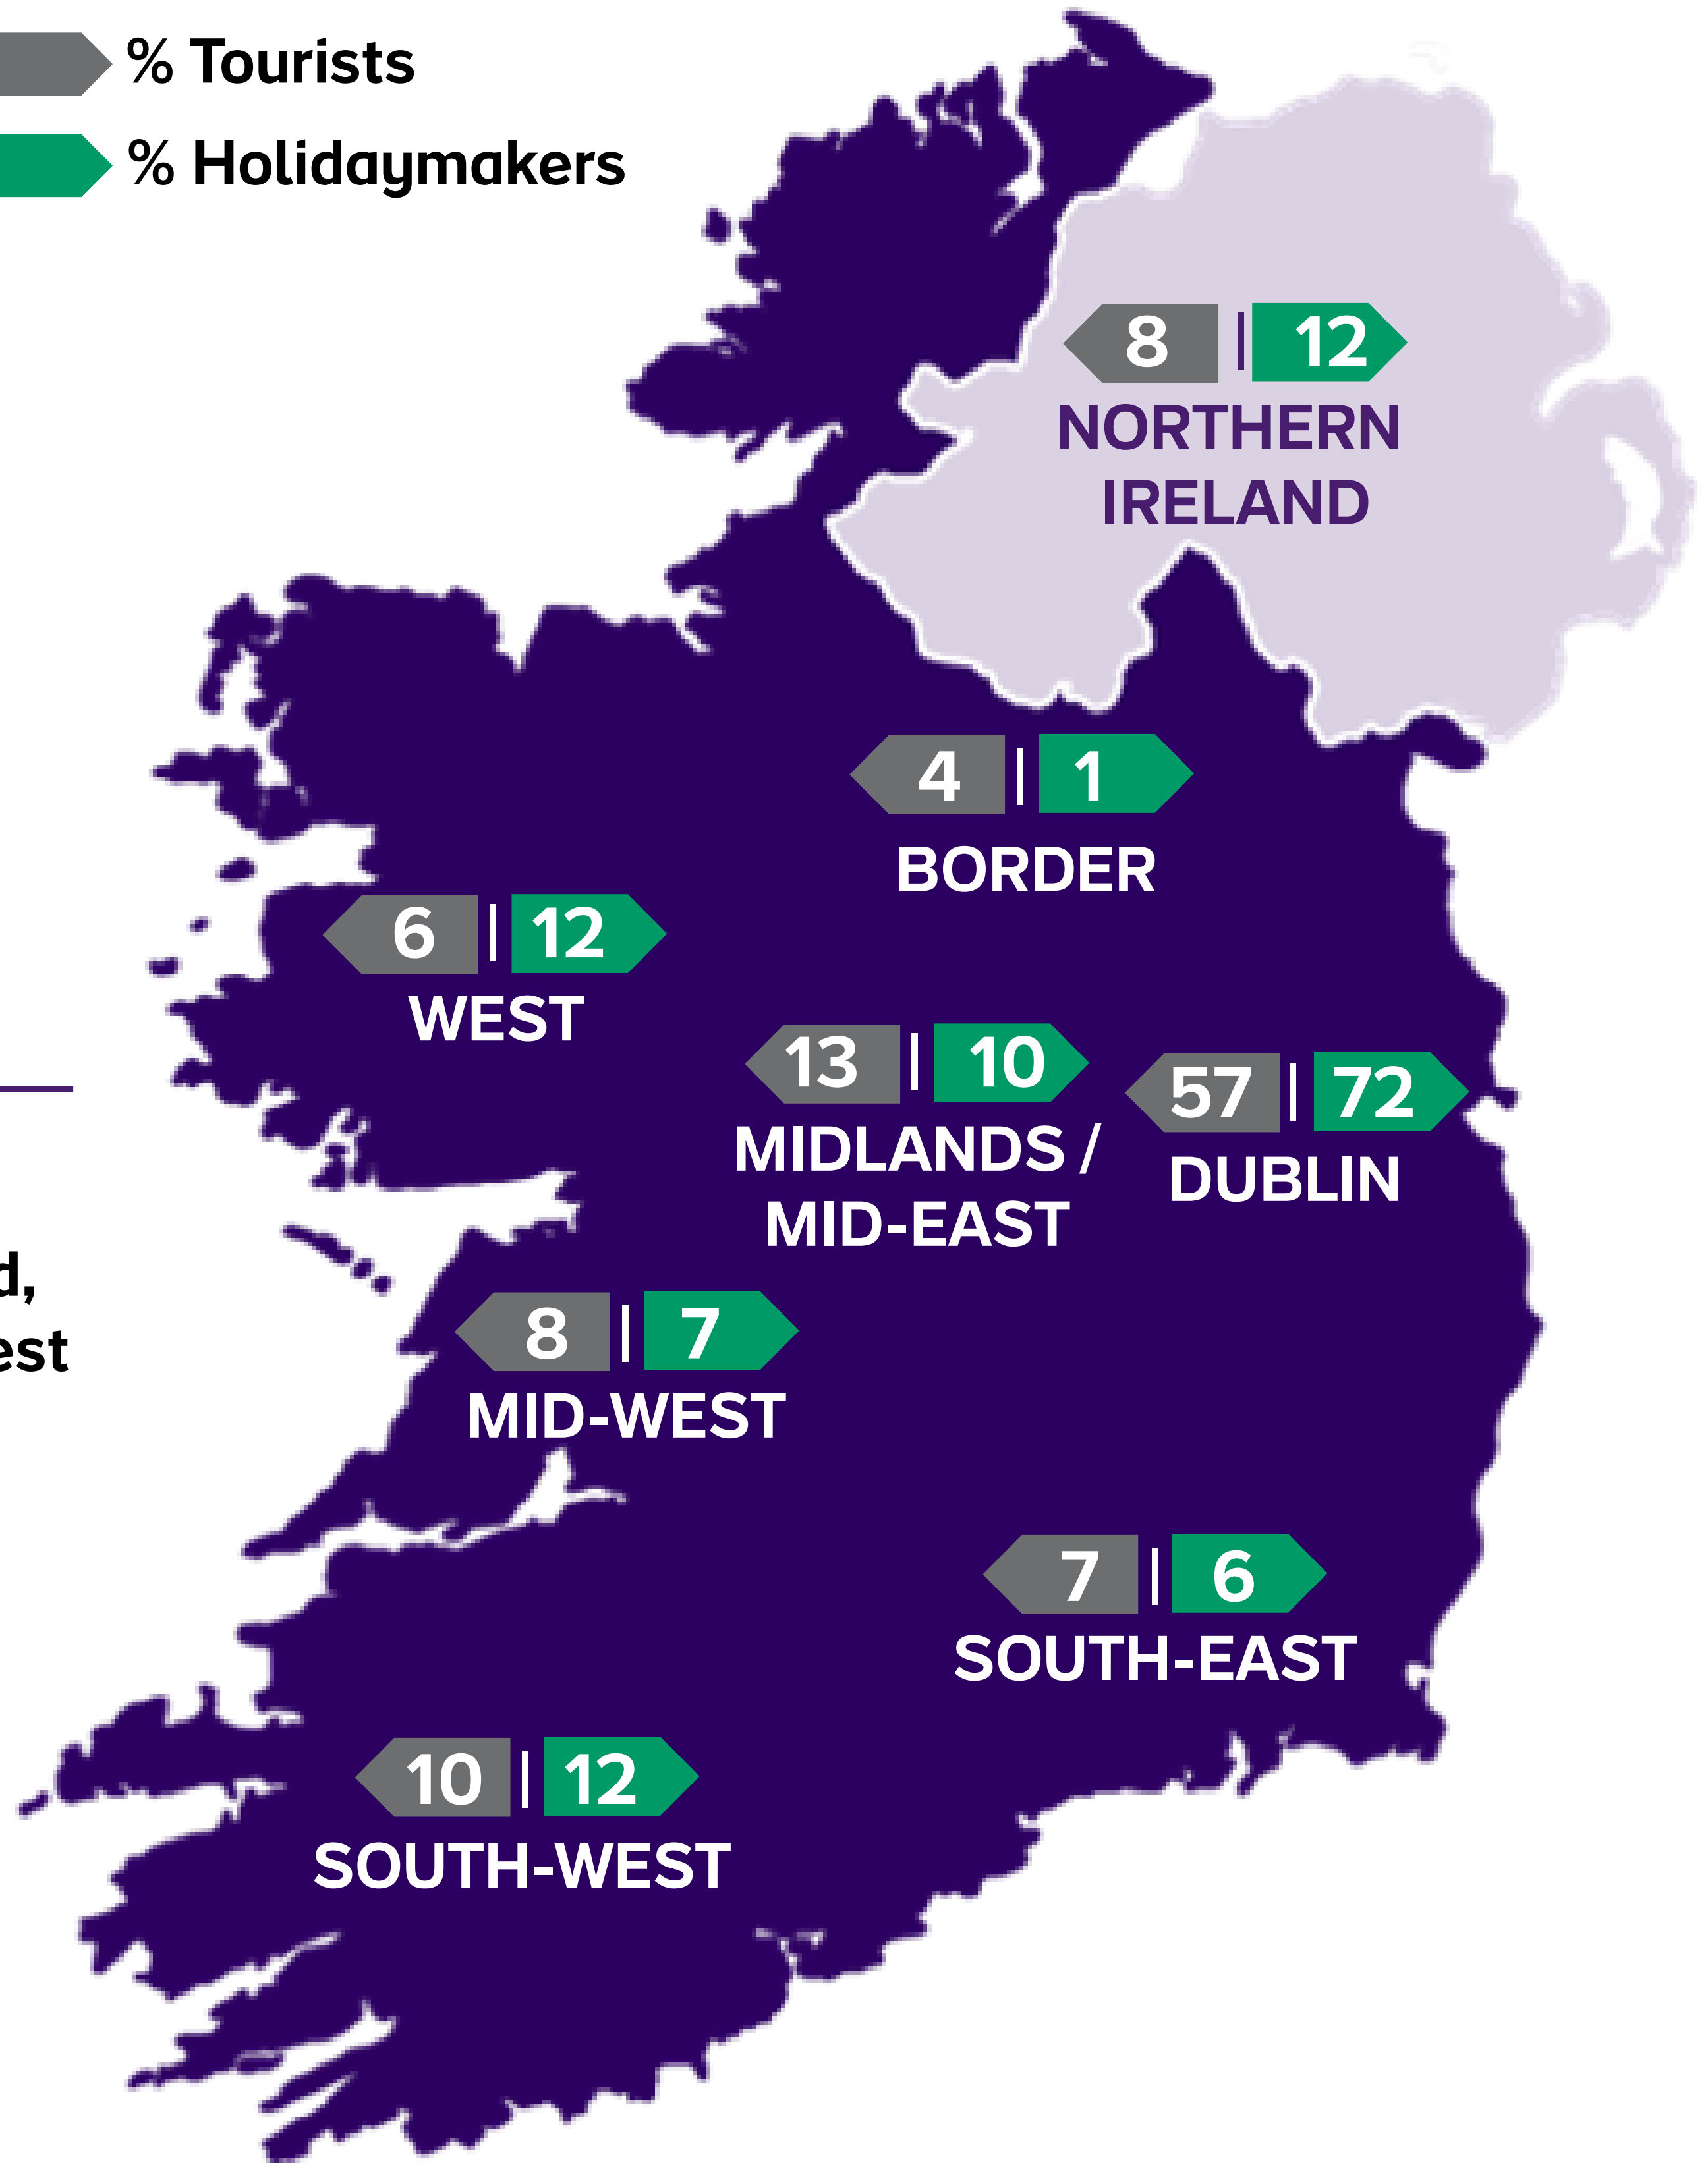 % Tourists
% Holidaymakers
8 | 12
NORTHERN
IRELAND
4 | 1
BORDER
6 | 12
WEST
13 | 10
MIDLANDS /
MID-EAST
57 | 72
DUBLIN
d,
est
8 | 7
MID-WEST
7 | 6
SOUTH-EAST
10 | 12
SOUTH-WEST